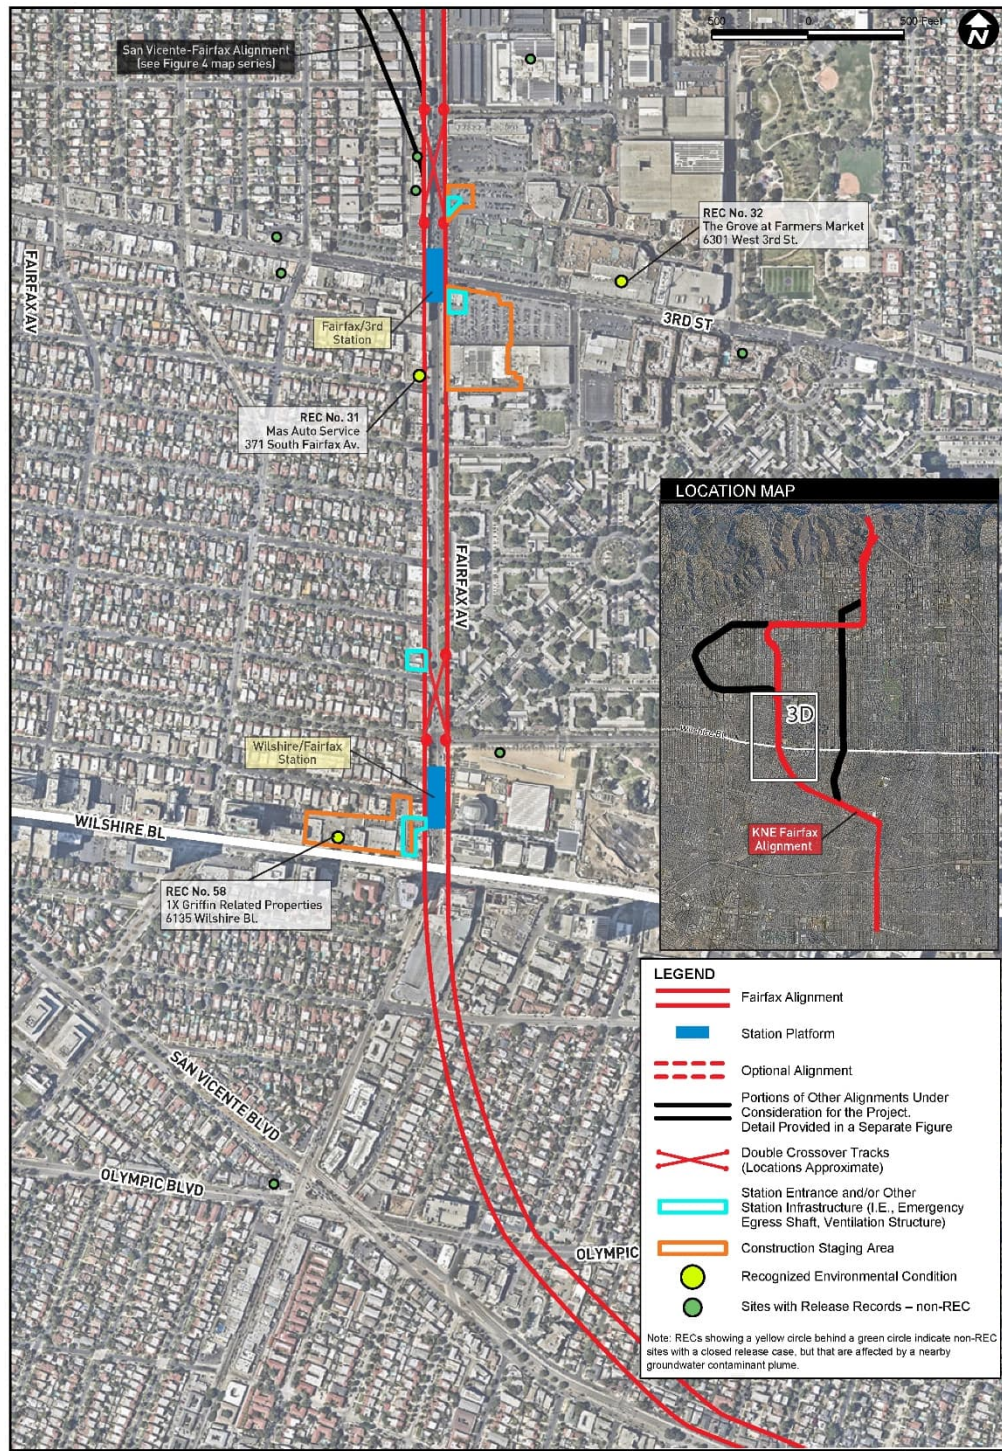 500
0
500 Feet
N
San Vicente-Fairfax Alignment
(see Figure 4 map series)
REC No. 32
The Grove at Farmers Market
6301 West 3rd St.
FAIRFAX AV
3RD ST
Fairfax/3rd
Station
REC No. 31
Mas Auto Service
371 South Fairfax Av.
FAIRFAX AV
LOCATION MAP
3D
Wilshire Bl
KNE Fairfax
Alignment
Wilshire/Fairfax
Station
WILSHIRE BL
REC No. 58
1X Griffin Related Properties
6135 Wilshire Bl.
SAN VICENTE BLVD
OLYMPIC BLVD
OLYMPIC
LEGEND
Fairfax Alignment
Station Platform
Optional Alignment
Portions of Other Alignments Under
Consideration for the Project.
Detail Provided in a Separate Figure
Double Crossover Tracks
(Locations Approximate)
Station Entrance and/or Other
Station Infrastructure (I.E., Emergency
Egress Shaft, Ventilation Structure)
Construction Staging Area
Recognized Environmental Condition
Sites with Release Records – non-REC
Note: RECs showing a yellow circle behind a green circle indicate non-REC
sites with a closed release case, but that are affected by a nearby
groundwater contaminant plume.